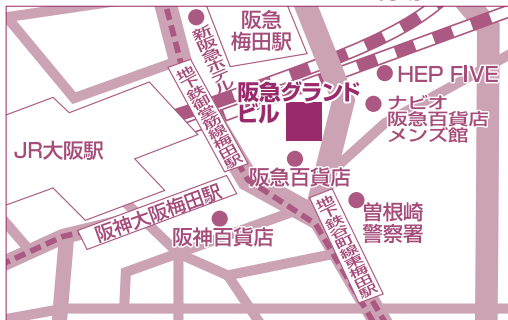 阪急
梅田駅
新阪急ホテル
地下鉄御堂筋線梅田駅
HEP FIVE
阪急グランド
ビル
ナビオ
阪急百貨店
メンズ館
JR大阪駅
阪急百貨店
阪神大阪梅田駅
阪神百貨店
地下鉄谷町線東梅田駅
曽根崎
警察署